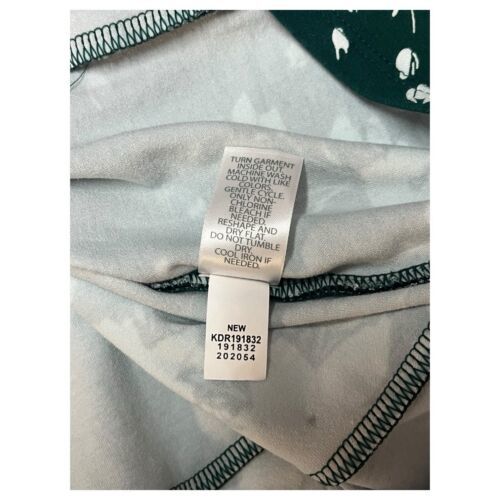 TURN GARMENT
INSIDE OUT
MACHINE WASH
COLD WITH LIKE
COLORS.
GENTLE CYCLE.
ONLY NON-
CHLORINE
BLEACH IF
NEEDED.
RESHAPE AND
DRY FLAT.
DO NOT TUMBLE
DRY.
COOL IRON IF
NEEDED.
NEW
KDR191832
191832
202054